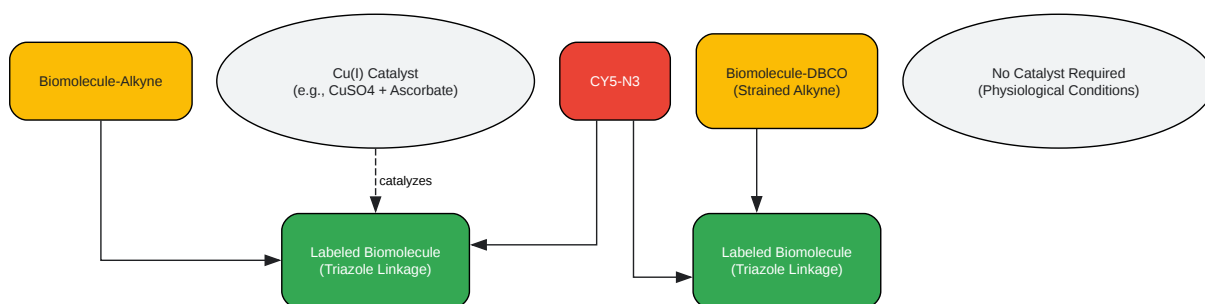 Biomolecule-Alkyne
Cu(I) Catalyst
(e.g., CuSO4 + Ascorbate)
CY5-N3
Biomolecule-DBCO
(Strained Alkyne)
No Catalyst Required
(Physiological Conditions)
catalyzes
Labeled Biomolecule
(Triazole Linkage)
Labeled Biomolecule
(Triazole Linkage)